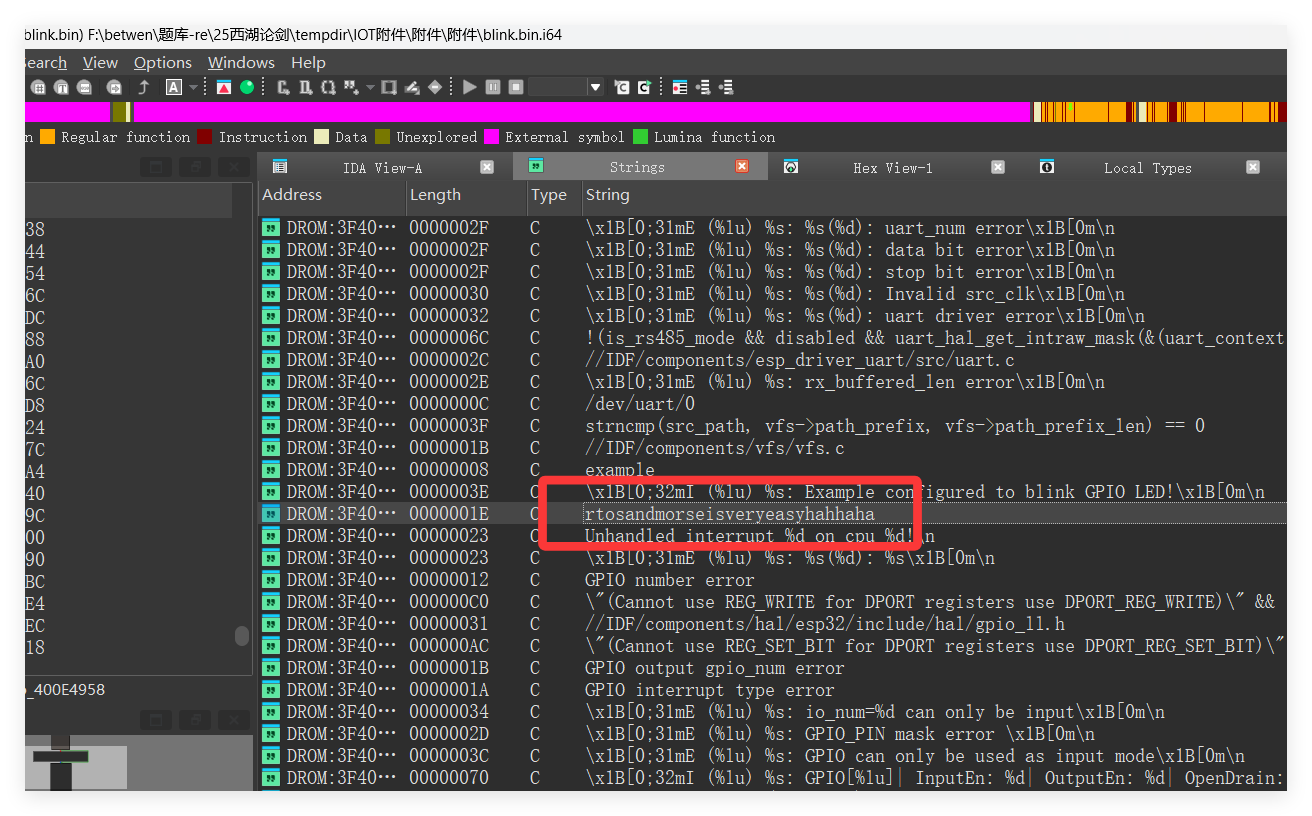 blink.bin) F:\betwen\题库-re\25西湖论剑\tempdir\IOT附件\附件\附件\blink.bin.i64
Search View Options Windows Help
n Regular function Instruction Data Unexplored External symbol Lumina function
IDA View-A Strings Hex View-1 Local Types
Address Length Type String
38 DROM:3F40… 0000002F C \x1B[0;31mE (%lu) %s: %s(%d): uart_num error\x1B[0m\n
44 DROM:3F40… 0000002F C \x1B[0;31mE (%lu) %s: %s(%d): data bit error\x1B[0m\n
54 DROM:3F40… 0000002F C \x1B[0;31mE (%lu) %s: %s(%d): stop bit error\x1B[0m\n
6C DROM:3F40… 00000030 C \x1B[0;31mE (%lu) %s: %s(%d): Invalid src_clk\x1B[0m\n
DC DROM:3F40… 00000032 C \x1B[0;31mE (%lu) %s: %s(%d): uart driver error\x1B[0m\n
88 DROM:3F40… 0000006C C !(is_rs485_mode && disabled && uart_hal_get_intraw_mask(&(uart_context
A0 DROM:3F40… 0000002C C //IDF/components/esp_driver_uart/src/uart.c
6C DROM:3F40… 0000002E C \x1B[0;31mE (%lu) %s: rx_buffered_len error\x1B[0m\n
D8 DROM:3F40… 0000000C C /dev/uart/0
24 DROM:3F40… 0000003F C strncmp(src_path, vfs->path_prefix, vfs->path_prefix_len) == 0
7C DROM:3F40… 0000001B C //IDF/components/vfs/vfs.c
A4 DROM:3F40… 00000008 C example
40 DROM:3F40… 0000003E C \x1B[0;32mI (%lu) %s: Example configured to blink GPIO LED!\x1B[0m\n
9C DROM:3F40… 0000001E C rtosandmorseisveryeasyhahhaha
00 DROM:3F40… 00000023 C Unhandled interrupt %d on cpu %d!\n
90 DROM:3F40… 00000023 C \x1B[0;31mE (%lu) %s: %s(%d): %s\x1B[0m\n
BC DROM:3F40… 00000012 C GPIO number error
E4 DROM:3F40… 000000C0 C \"(Cannot use REG_WRITE for DPORT registers use DPORT_REG_WRITE)\" &&
EC DROM:3F40… 00000031 C //IDF/components/hal/esp32/include/hal/gpio_ll.h
18 DROM:3F40… 000000AC C \"(Cannot use REG_SET_BIT for DPORT registers use DPORT_REG_SET_BIT)\"
DROM:3F40… 0000001B C GPIO output gpio_num error
_400E4958 DROM:3F40… 0000001A C GPIO interrupt type error
DROM:3F40… 00000034 C \x1B[0;31mE (%lu) %s: io_num=%d can only be input\x1B[0m\n
DROM:3F40… 0000002D C \x1B[0;31mE (%lu) %s: GPIO_PIN mask error \x1B[0m\n
DROM:3F40… 0000003C C \x1B[0;31mE (%lu) %s: GPIO can only be used as input mode\x1B[0m\n
DROM:3F40… 00000070 C \x1B[0;32mI (%lu) %s: GPIO[%lu]| InputEn: %d| OutputEn: %d| OpenDrain: